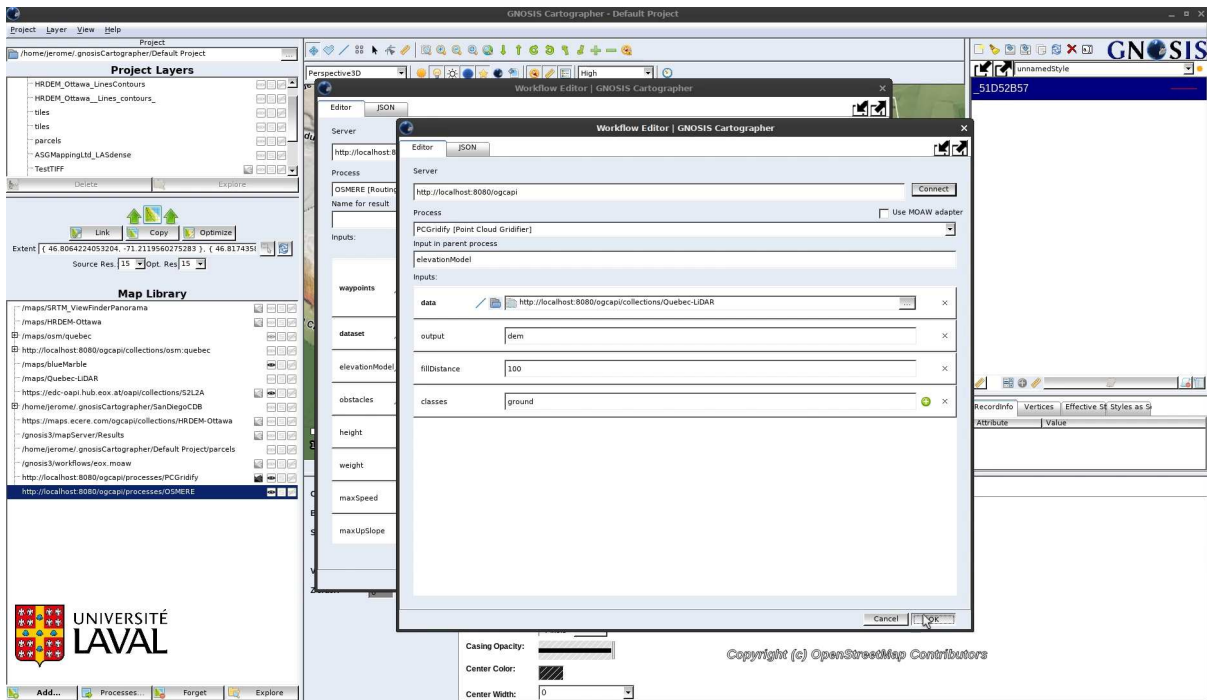 GNOSIS Cartographer - Default Project
Project Layer View Help
Project
/home/jerome/.gnosisCartographer/Default Project
...
Project Layers
HRDEM_Ottawa_LinesContours
HRDEM_Ottawa__Lines_contours_
tiles
tiles
parcels
ASGMappingLtd_LASdense
TestTIFF
Delete
Explore
Link
Copy
Optimize
Extent { 46.8064224053204, -71.2119560275283 }, { 46.817435
Source Res. 15 Opt. Res 15
Map Library
/maps/SRTM_ViewFinderPanorama
/maps/HRDEM-Ottawa
/maps/osm/quebec
http://localhost:8080/ogcapi/collections/osm:quebec
/maps/blueMarble
/maps/Quebec-LiDAR
https://edc-oapi.hub.eox.at/oapi/collections/S2L2A
/home/jerome/.gnosisCartographer/SanDiegoCDB
https://maps.ecere.com/ogcapi/collections/HRDEM-Ottawa
/gnosis3/mapServer/Results
/home/jerome/.gnosisCartographer/Default Project/parcels
/gnosis3/workflows/eox.moaw
http://localhost:8080/ogcapi/processes/PCGridify
http://localhost:8080/ogcapi/processes/OSMERE
UNIVERSITÉ
LAVAL
Add...
Processes...
Forget
Explore
Perspective3D
High
Workflow Editor | GNOSIS Cartographer
Editor
JSON
Server
http://localhost:8
Process
OSMERE [Routing
Name for result
Inputs:
waypoints
dataset
elevationModel
obstacles
height
weight
maxSpeed
maxUpSlope
Workflow Editor | GNOSIS Cartographer
Editor
JSON
Server
http://localhost:8080/ogcapi
Connect
Process
Use MOAW adapter
PCGridify [Point Cloud Gridifier]
Input in parent process
elevationModel
Inputs:
data
http://localhost:8080/ogcapi/collections/Quebec-LiDAR
...
output
dem
fillDistance
100
classes
ground
Cancel
OK
Casing Opacity:
Center Color:
Center Width:
0
Copyright (c) OpenStreetMap Contributors
GNOSIS
unnamedStyle
_51D52B57
RecordInfo
Vertices
Effective St
Styles as S
Attribute
Value